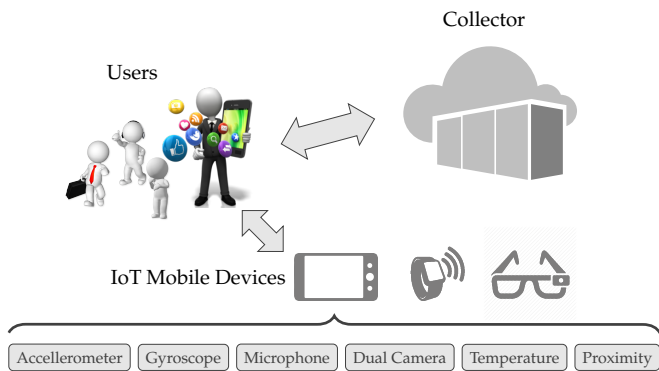 Collector
Users
IoT Mobile Devices
Accellerometer Gyroscope Microphone Dual Camera Temperature Proximity